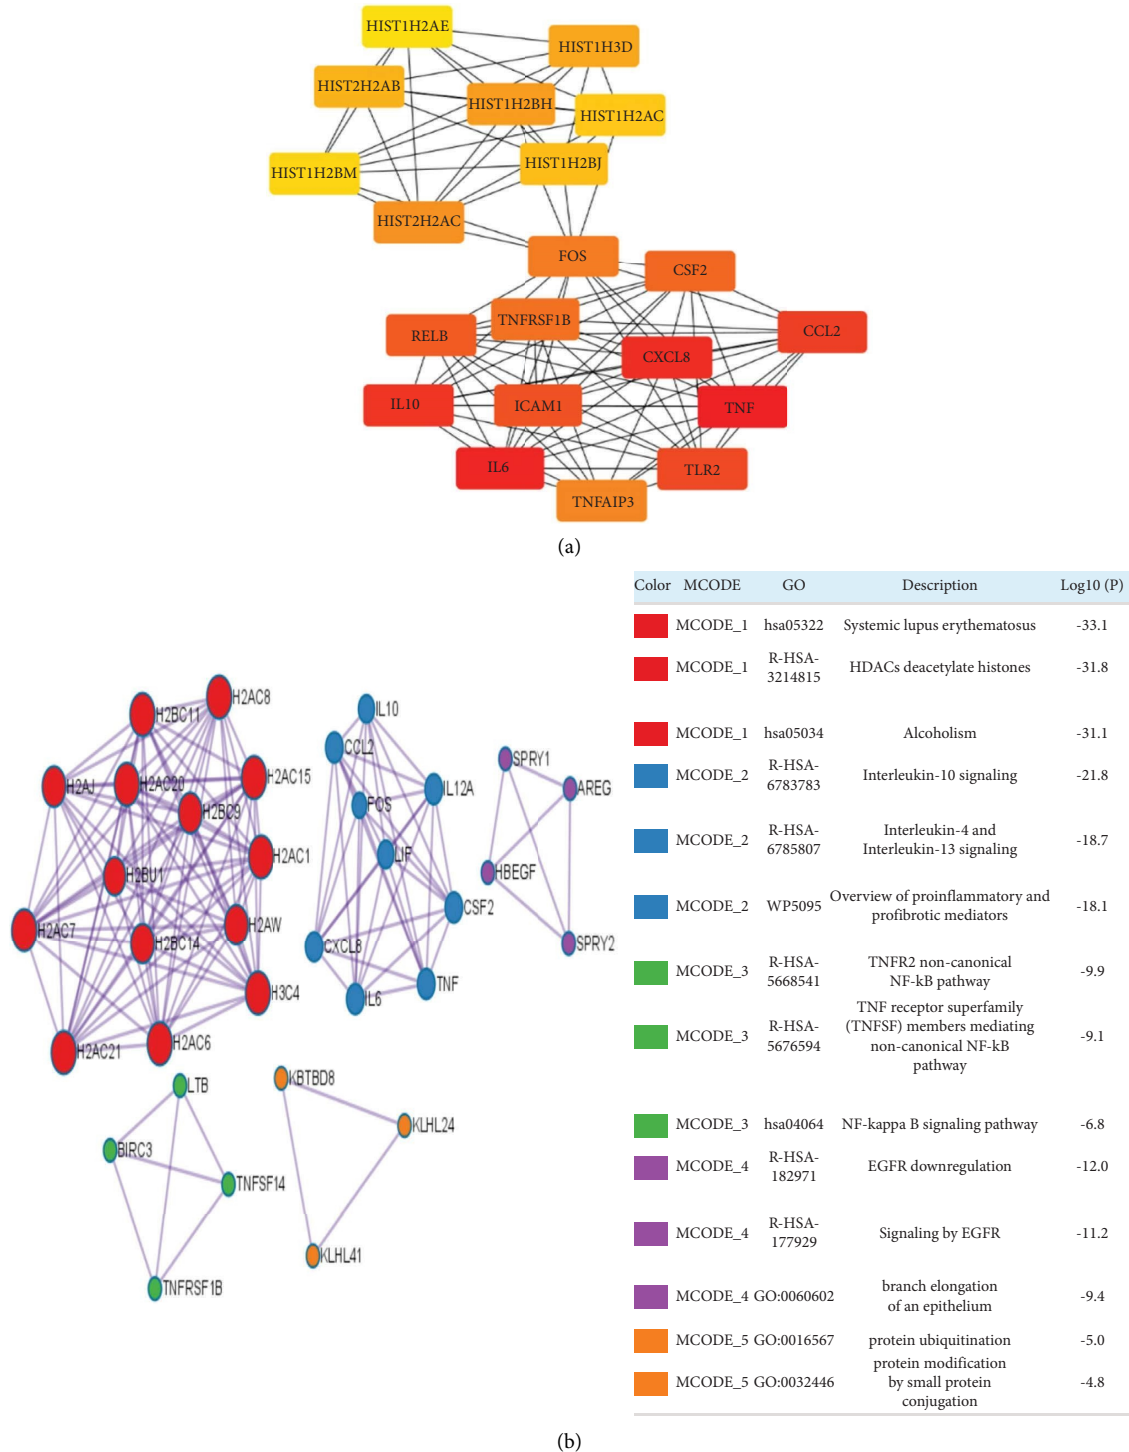 HIST1H2AE
HIST1H3D
HIST2H2AB
HIST1H2BH
HIST1H2AC
HIST1H2BJ
HIST1H2BM
HIST2H2AC
FOS
CSF2
TNFRSF1B
RELB
CCL2
CXCL8
IL10
ICAM1
TNF
IL6
TLR2
TNFAIP3
(a)
H2AC8
H2BC11
H2AJ
H2AC20
H2AC15
H2BC9
H2AC1
H2BU1
H2AC7
H2AW
H2BC14
H3C4
H2AC21
H2AC6
IL10
CCL2
IL12A
FOS
LIF
CSF2
CXCL8
TNF
IL6
SPRY1
AREG
HBEGF
SPRY2
LTB
BIRC3
TNFSF14
TNFRSF1B
KBTBD8
KLHL24
KLHL41
Color MCODE GO Description Log10 (P)
MCODE_1 hsa05322 Systemic lupus erythematosus -33.1
MCODE_1 R-HSA-
3214815 HDACs deacetylate histones -31.8
MCODE_1 hsa05034 Alcoholism -31.1
MCODE_2 R-HSA-
6783783 Interleukin-10 signaling -21.8
MCODE_2 R-HSA-
6785807 Interleukin-4 and
Interleukin-13 signaling -18.7
MCODE_2 WP5095 Overview of proinflammatory and
profibrotic mediators -18.1
MCODE_3 R-HSA-
5668541 TNFR2 non-canonical
NF-kB pathway -9.9
MCODE_3 R-HSA-
5676594 TNF receptor superfamily
(TNFSF) members mediating
non-canonical NF-kB
pathway -9.1
MCODE_3 hsa04064 NF-kappa B signaling pathway -6.8
MCODE_4 R-HSA-
182971 EGFR downregulation -12.0
MCODE_4 R-HSA-
177929 Signaling by EGFR -11.2
MCODE_4 GO:0060602 branch elongation
of an epithelium -9.4
MCODE_5 GO:0016567 protein ubiquitination -5.0
MCODE_5 GO:0032446 protein modification
by small protein
conjugation -4.8
(b)